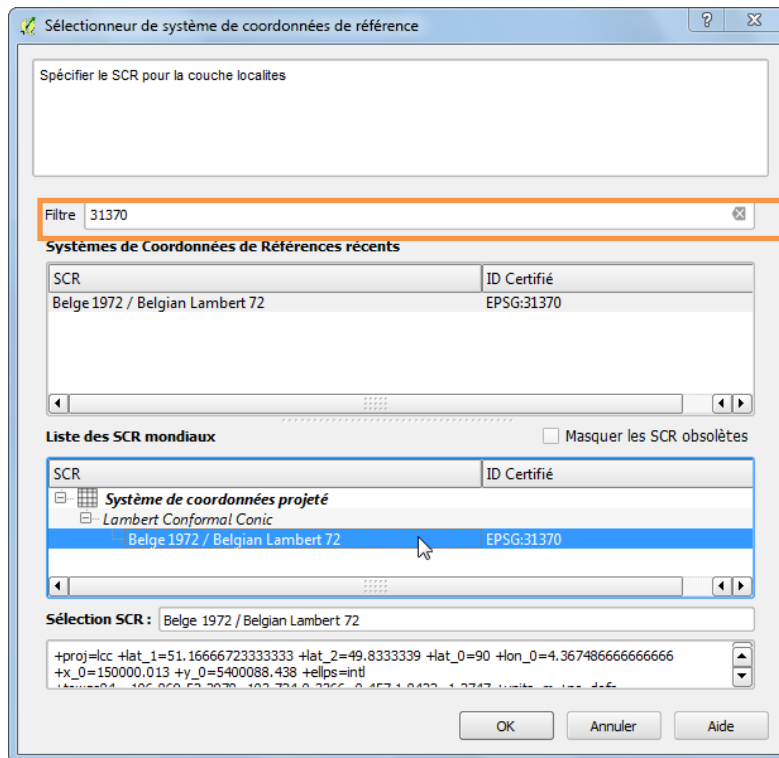 Sélectionneur de système de coordonnées de référence
Spécifier le SCR pour la couche localites
Filtre 31370
Systèmes de Coordonnées de Références récents
SCR ID Certifié
Belge 1972 / Belgian Lambert 72 EPSG:31370
Liste des SCR mondiaux Masquer les SCR obsolètes
SCR ID Certifié
Système de coordonnées projeté
Lambert Conformal Conic
Belge 1972 / Belgian Lambert 72 EPSG:31370
Sélection SCR : Belge 1972 / Belgian Lambert 72
+proj=lcc +lat_1=51.16666723333333 +lat_2=49.8333339 +lat_0=90 +lon_0=4.367486666666666
+x_0=150000.013 +y_0=5400088.438 +ellps=intl
OK Annuler Aide